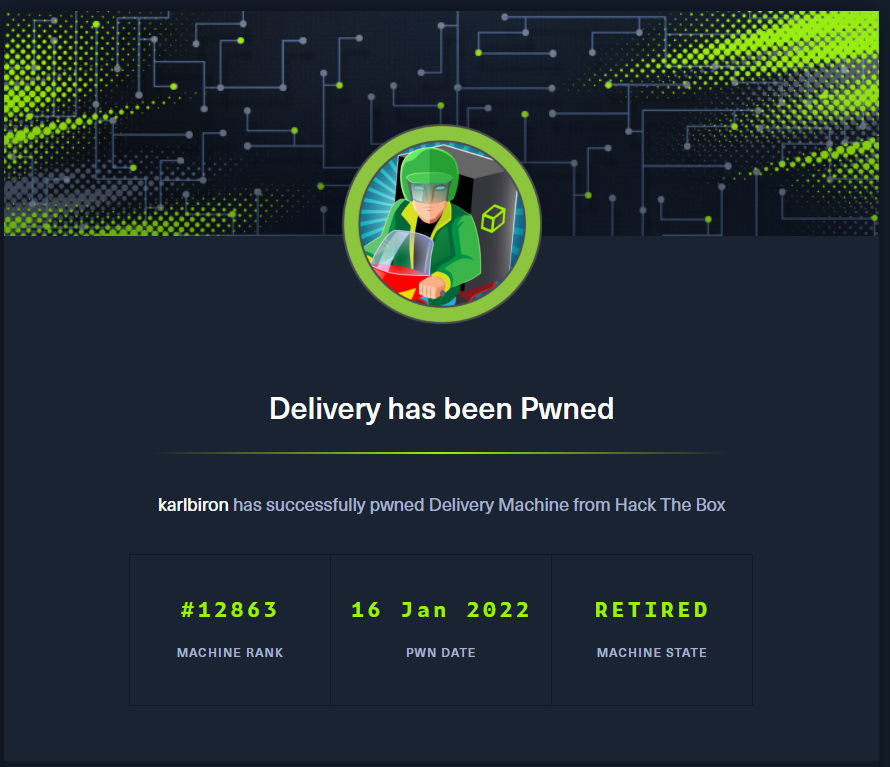 Delivery has been Pwned
karlbiron has successfully pwned Delivery Machine from Hack The Box
#12863 16 Jan 2022 RETIRED
MACHINE RANK PWN DATE MACHINE STATE